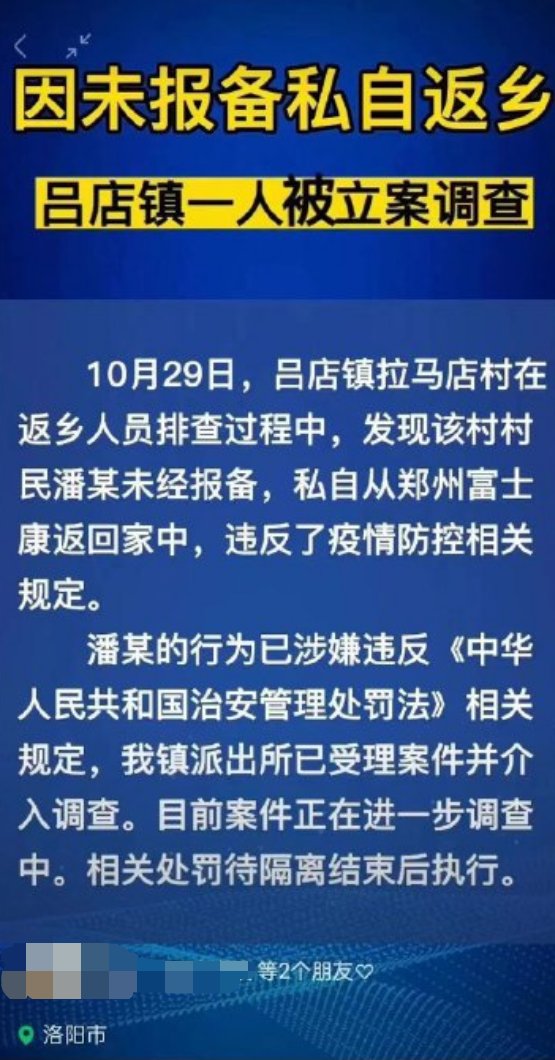 因未报备私自返乡
吕店镇一人被立案调查
10月29日，吕店镇拉马店村在
返乡人员排查过程中，发现该村村
民潘某未经报备，私自从郑州富士
康返回家中，违反了疫情防控相关
规定。
潘某的行为已涉嫌违反《中华
人民共和国治安管理处罚法》相关
规定，我镇派出所已受理案件并介
入调查。目前案件正在进一步调查
中。相关处罚待隔离结束后执行。
等2个朋友♡
洛阳市